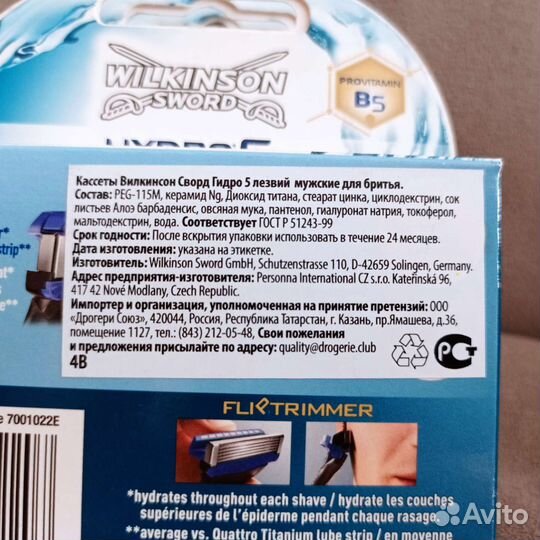 WILKINSON
SWORD
PROVITAMIN
B5
Кассеты Вилкинсон Сворд Гидро 5 лезвий мужские для бритья.
Состав: PEG-115M, керамид Ng, Диоксид титана, стеарат цинка, циклодекстрин, сок
листьев Алоэ барбаденсис, овсяная мука, пантенол, гиалуронат натрия, токоферол,
мальтодекстрин, вода. Соответствует ГОСТ Р 51243-99
Срок годности: После вскрытия упаковки использовать в течение 24 месяцев.
Дата изготовления: указана на этикетке.
Изготовитель: Wilkinson Sword GmbH, Schutzenstrasse 110, D-42659 Solingen, Germany.
Адрес предприятия-изготовителя: Personna International CZ s.r.o. Kateřinská 96,
417 42 Nové Modlany, Czech Republic.
Импортер и организация, уполномоченная на принятие претензий: ООО
«Дрогери Союз», 420044, Россия, Республика Татарстан, г. Казань, пр.Ямашева, д.36,
помещение 1127, тел.: (843) 212-05-48, Свои пожелания
и предложения присылайте по адресу: quality@drogerie.club
4В
РСТ
strip**
e 7001022E
FLIPTRIMMER
*hydrates throughout each shave / hydrate les couches
supérieures de l'épiderme pendant chaque rasage.
**average vs. Quattro Titanium lube strip / en moyenne
Avito